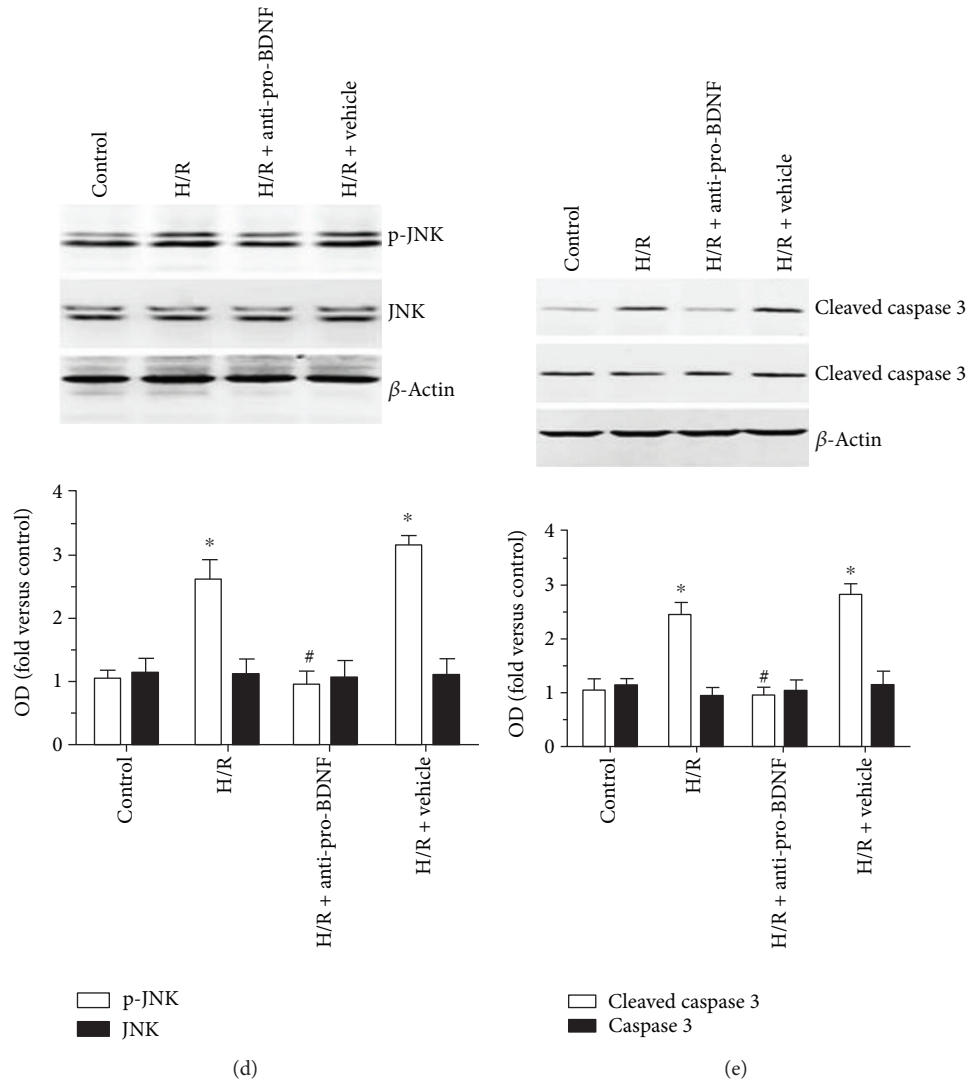 Control
H/R
H/R + anti-pro-BDNF
H/R + vehicle
p-JNK
JNK
β-Actin
4
3
2
1
0
OD (fold versus control)
*
#
*
Control
H/R
H/R + anti-pro-BDNF
H/R + vehicle
p-JNK
JNK
(d)
Control
H/R
H/R + anti-pro-BDNF
H/R + vehicle
Cleaved caspase 3
Cleaved caspase 3
β-Actin
4
3
2
1
0
OD (fold versus control)
*
#
*
Control
H/R
H/R + anti-pro-BDNF
H/R + vehicle
Cleaved caspase 3
Caspase 3
(e)